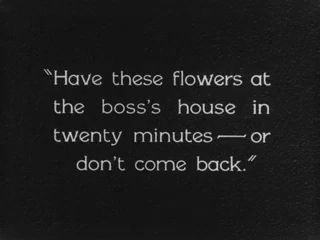 "Have these flowers at
the boss's house in
twenty minutes — or
don't come back."